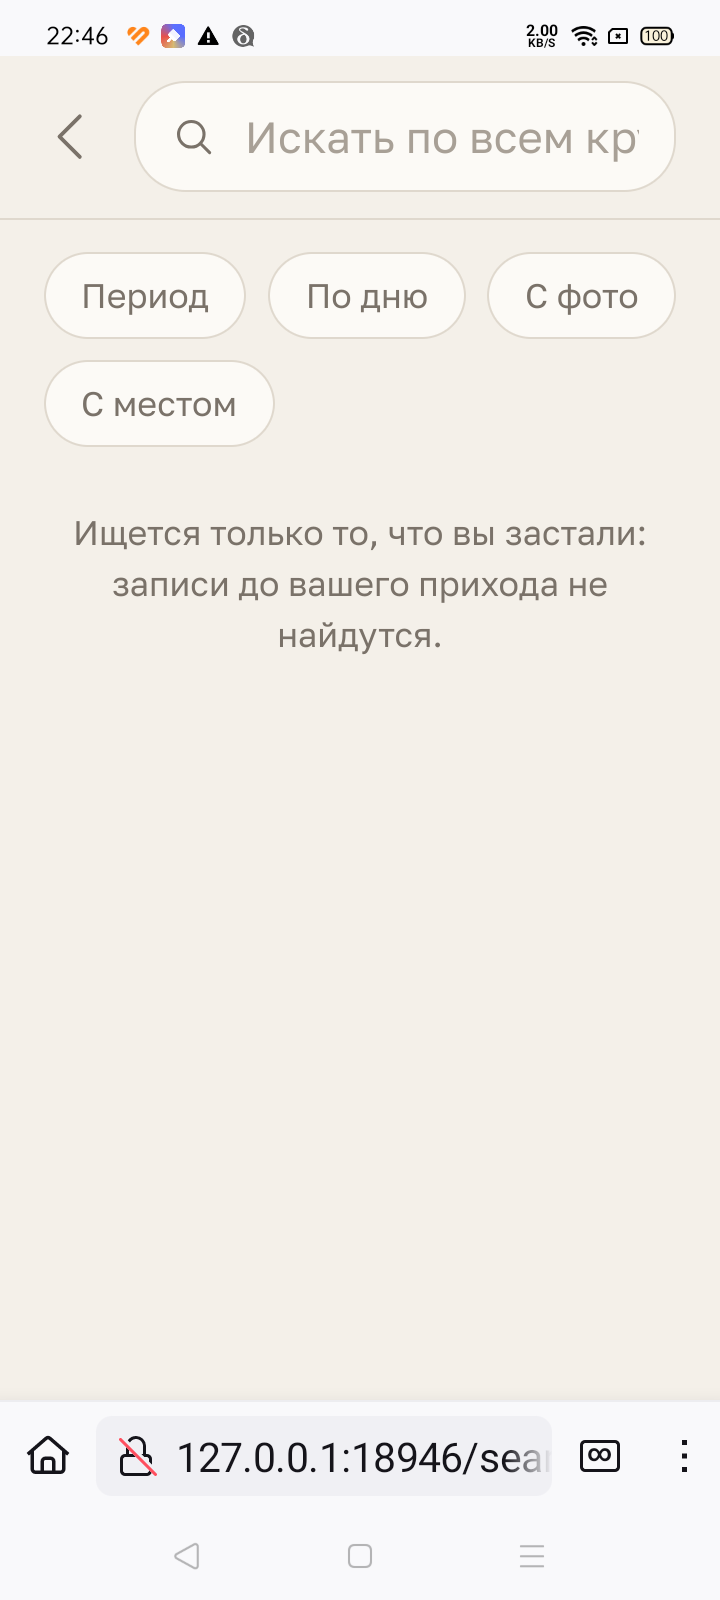 22:46
2.00
KB/S
100
Искать по всем
Период
По дню
С фото
С местом
Ищется только то, что вы застали:
записи до вашего прихода не
найдутся.
127.0.0.1:18946/sea